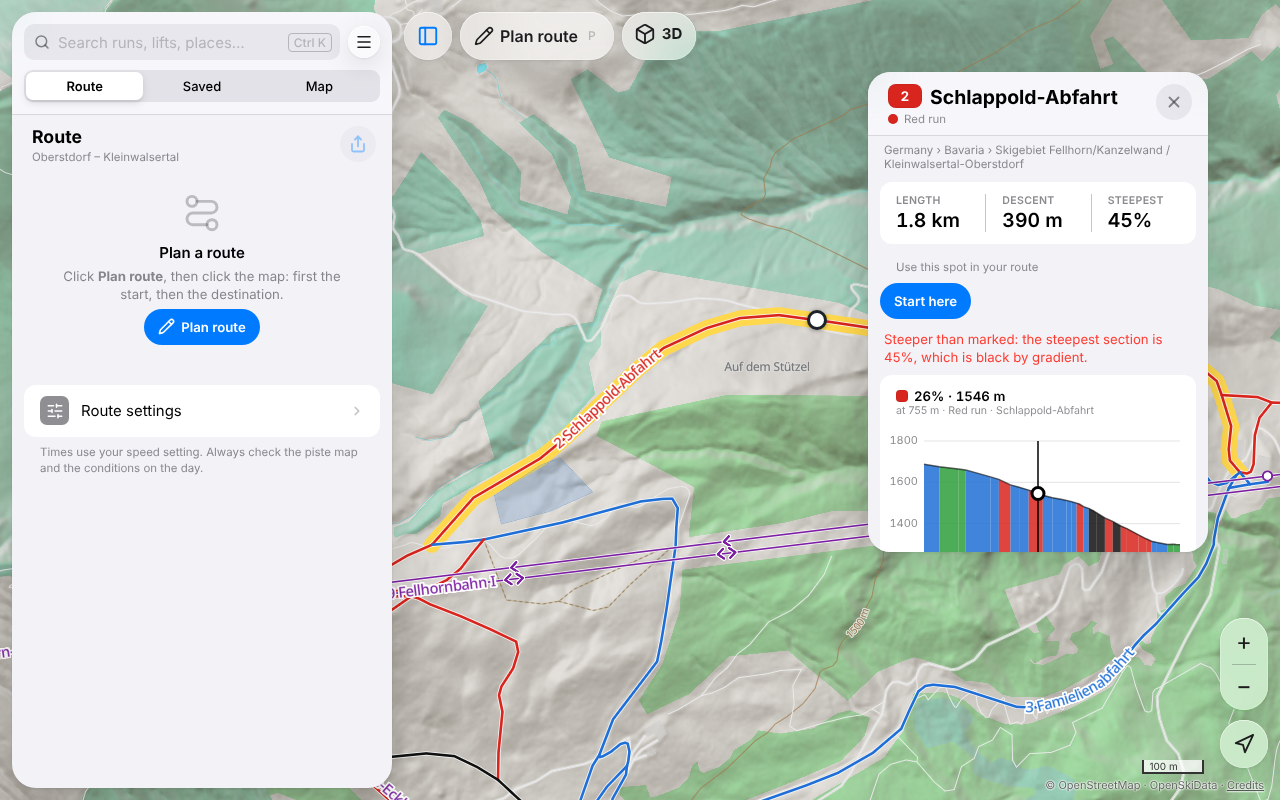 Search runs, lifts, places...
Ctrl K
Route
Saved
Map
Route
Oberstdorf – Kleinwalsertal
Plan a route
Click Plan route, then click the map: first the
start, then the destination.
Plan route
Route settings
Times use your speed setting. Always check the piste map
and the conditions on the day.
Plan route P
3D
2 Schlappold-Abfahrt
Auf dem Stützel
Fellhornbahn I
1500 m
3 Famielienabfahrt
2
Schlappold-Abfahrt
Red run
Germany › Bavaria › Skigebiet Fellhorn/Kanzelwand /
Kleinwalsertal-Oberstdorf
LENGTH
1.8 km
DESCENT
390 m
STEEPEST
45%
Use this spot in your route
Start here
Steeper than marked: the steepest section is
45%, which is black by gradient.
26% · 1546 m
at 755 m · Red run · Schlappold-Abfahrt
1800
1600
1400
+
−
100 m
© OpenStreetMap · OpenSkiData · Credits